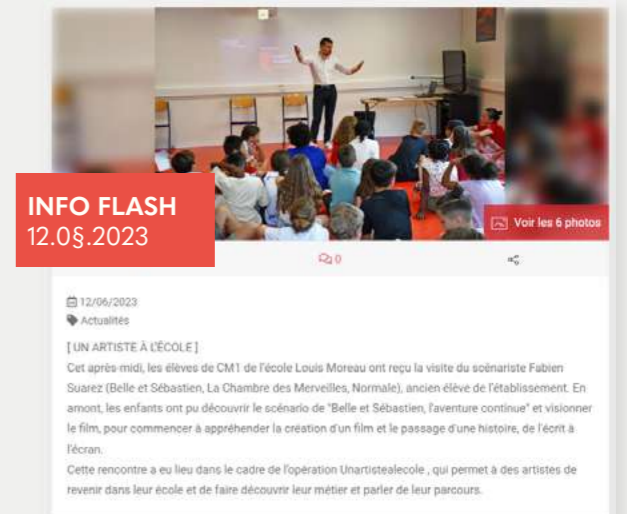 INFO FLASH
12.0§.2023
Voir les 6 photos
0
12/06/2023
Actualités
[ UN ARTISTE À L'ÉCOLE ]
Cet après-midi, les élèves de CM1 de l'école Louis Moreau ont reçu la visite du scénariste Fabien
Suarez (Belle et Sébastien, La Chambre des Merveilles, Normale), ancien élève de l'établissement. En
amont, les enfants ont pu découvrir le scénario de "Belle et Sébastien, l'aventure continue" et visionner
le film, pour commencer à appréhender la création d'un film et le passage d'une histoire, de l'écrit à
l'écran.
Cette rencontre a eu lieu dans le cadre de l'opération Unartistealecole , qui permet à des artistes de
revenir dans leur école et de faire découvrir leur métier et parler de leur parcours.